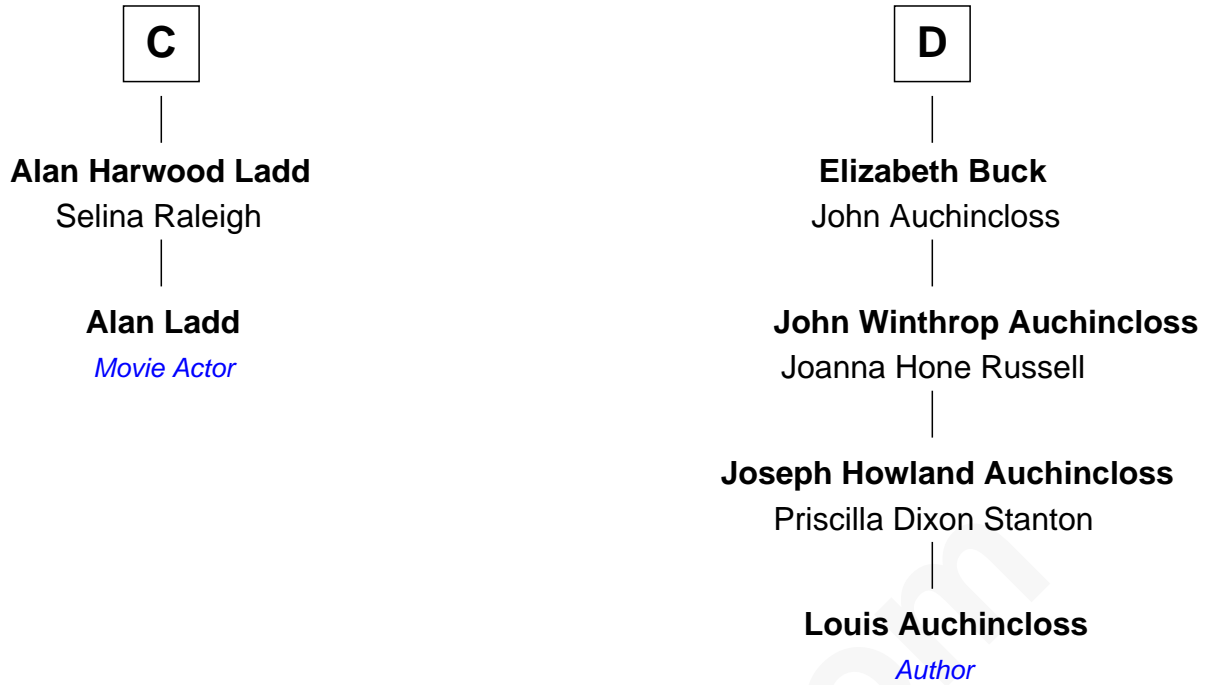 C
Alan Harwood Ladd
Selina Raleigh
Alan Ladd
Movie Actor
D
Elizabeth Buck
John Auchincloss
John Winthrop Auchincloss
Joanna Hone Russell
Joseph Howland Auchincloss
Priscilla Dixon Stanton
Louis Auchincloss
Author